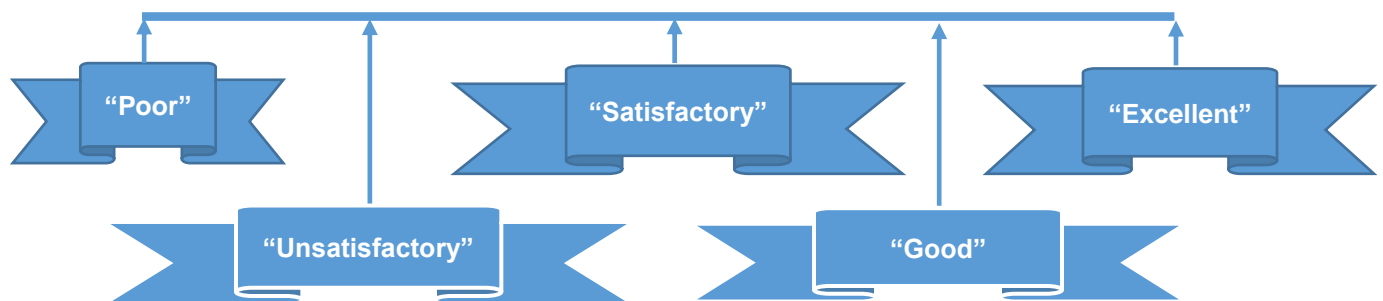 “Poor”
“Satisfactory”
“Excellent”
“Unsatisfactory”
“Good”